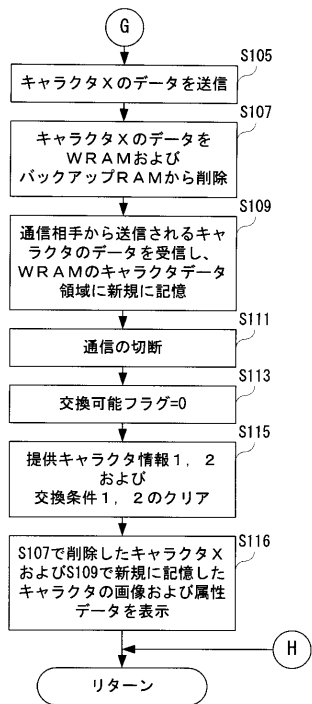 G
S105
キャラクタXのデータを送信
S107
キャラクタXのデータを
WRAMおよび
バックアップRAMから削除
S109
通信相手から送信されるキャ
ラクタのデータを受信し、
WRAMのキャラクタデータ
領域に新規に記憶
S111
通信の切断
S113
交換可能フラグ=0
S115
提供キャラクタ情報1，2
および
交換条件1，2のクリア
S116
S107で削除したキャラクタX
およびS109で新規に記憶した
キャラクタの画像および属性
データを表示
H
リターン